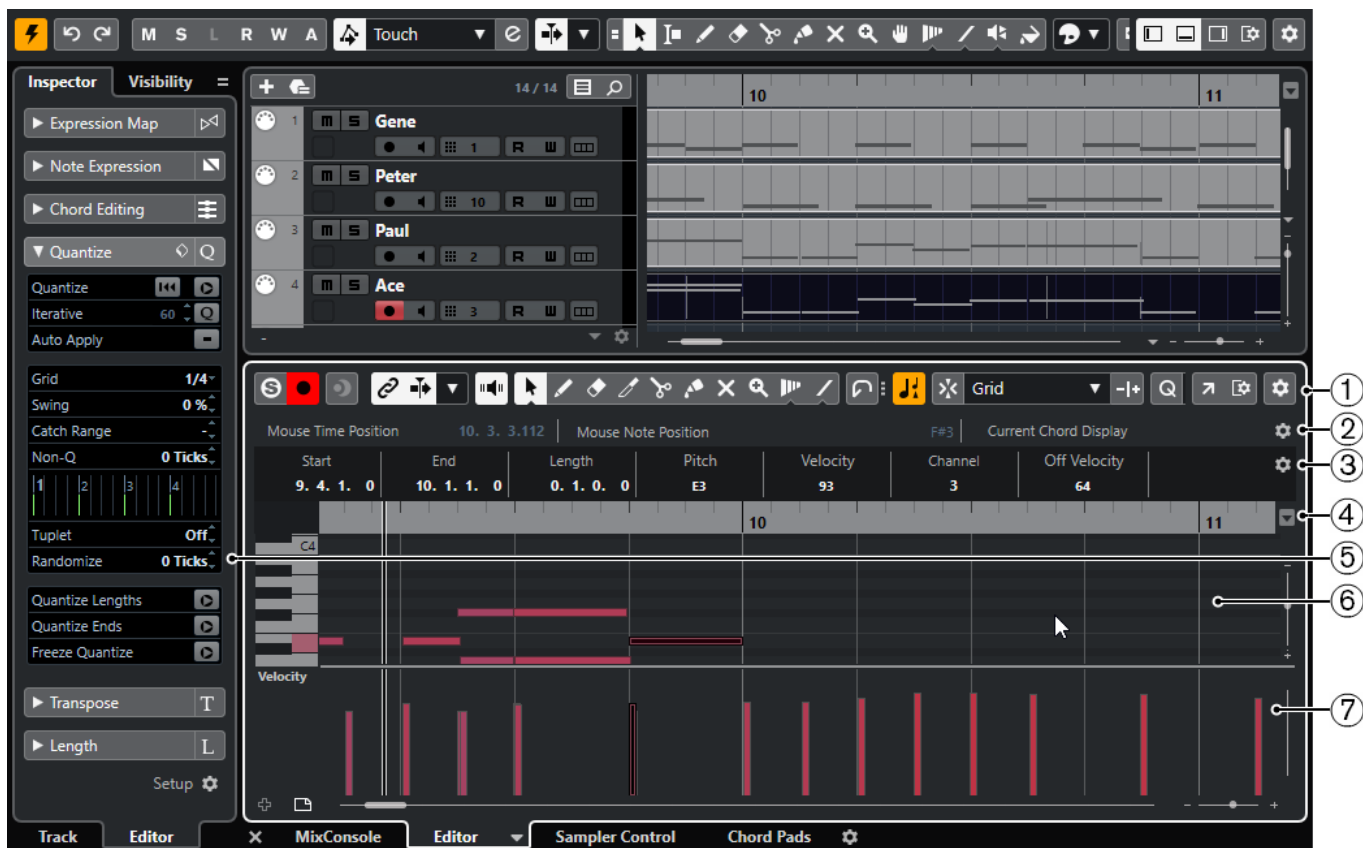 M S L R W A Touch
Inspector Visibility
14 / 14
10 11
Expression Map
1 m S Gene
1 R W
Note Expression
2 m S Peter
10 R W
Chord Editing
3 m S Paul
2 R W
Quantize Q
4 m S Ace
3 R W
Quantize
Iterative 60 Q
Auto Apply
Grid 1/4
Swing 0 %
Catch Range -
Non-Q 0 Ticks
1 2 3 4
Tuplet Off
Randomize 0 Ticks
Quantize Lengths
Quantize Ends
Freeze Quantize
Transpose T
Length L
Setup
S Grid Q 1
Mouse Time Position 10. 3. 3.112 Mouse Note Position F#3 Current Chord Display 2
Start End Length Pitch Velocity Channel Off Velocity 3
9. 4. 1. 0 10. 1. 1. 0 0. 1. 0. 0 E3 93 3 64
10 11 4
C4
5
6
Velocity
7
Track Editor MixConsole Editor Sampler Control Chord Pads